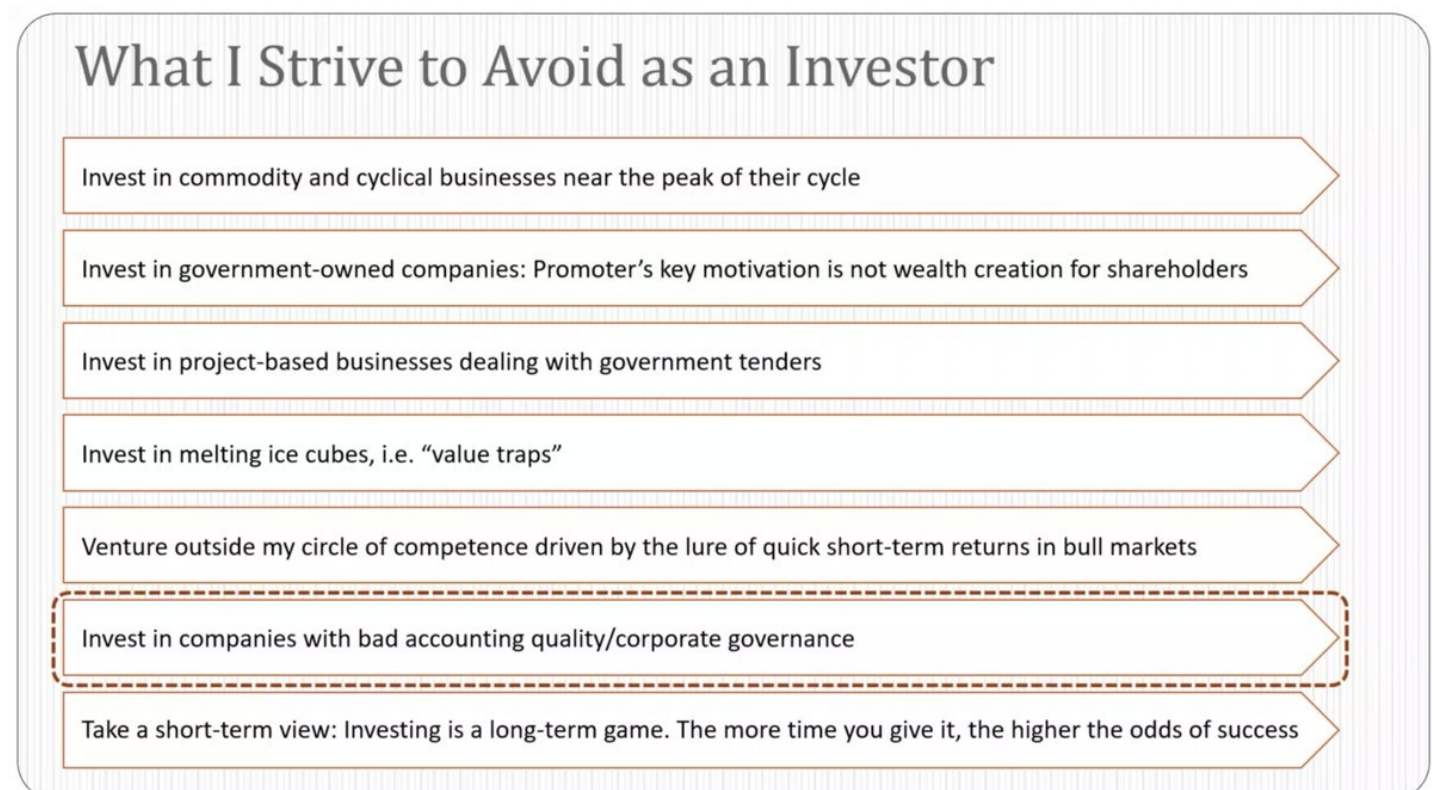 What I Strive to Avoid as an Investor
Invest in commodity and cyclical businesses near the peak of their cycle
Invest in government-owned companies: Promoter’s key motivation is not wealth creation for shareholders
Invest in project-based businesses dealing with government tenders
Invest in melting ice cubes, i.e. “value traps”
Venture outside my circle of competence driven by the lure of quick short-term returns in bull markets
Invest in companies with bad accounting quality/corporate governance
Take a short-term view: Investing is a long-term game. The more time you give it, the higher the odds of success